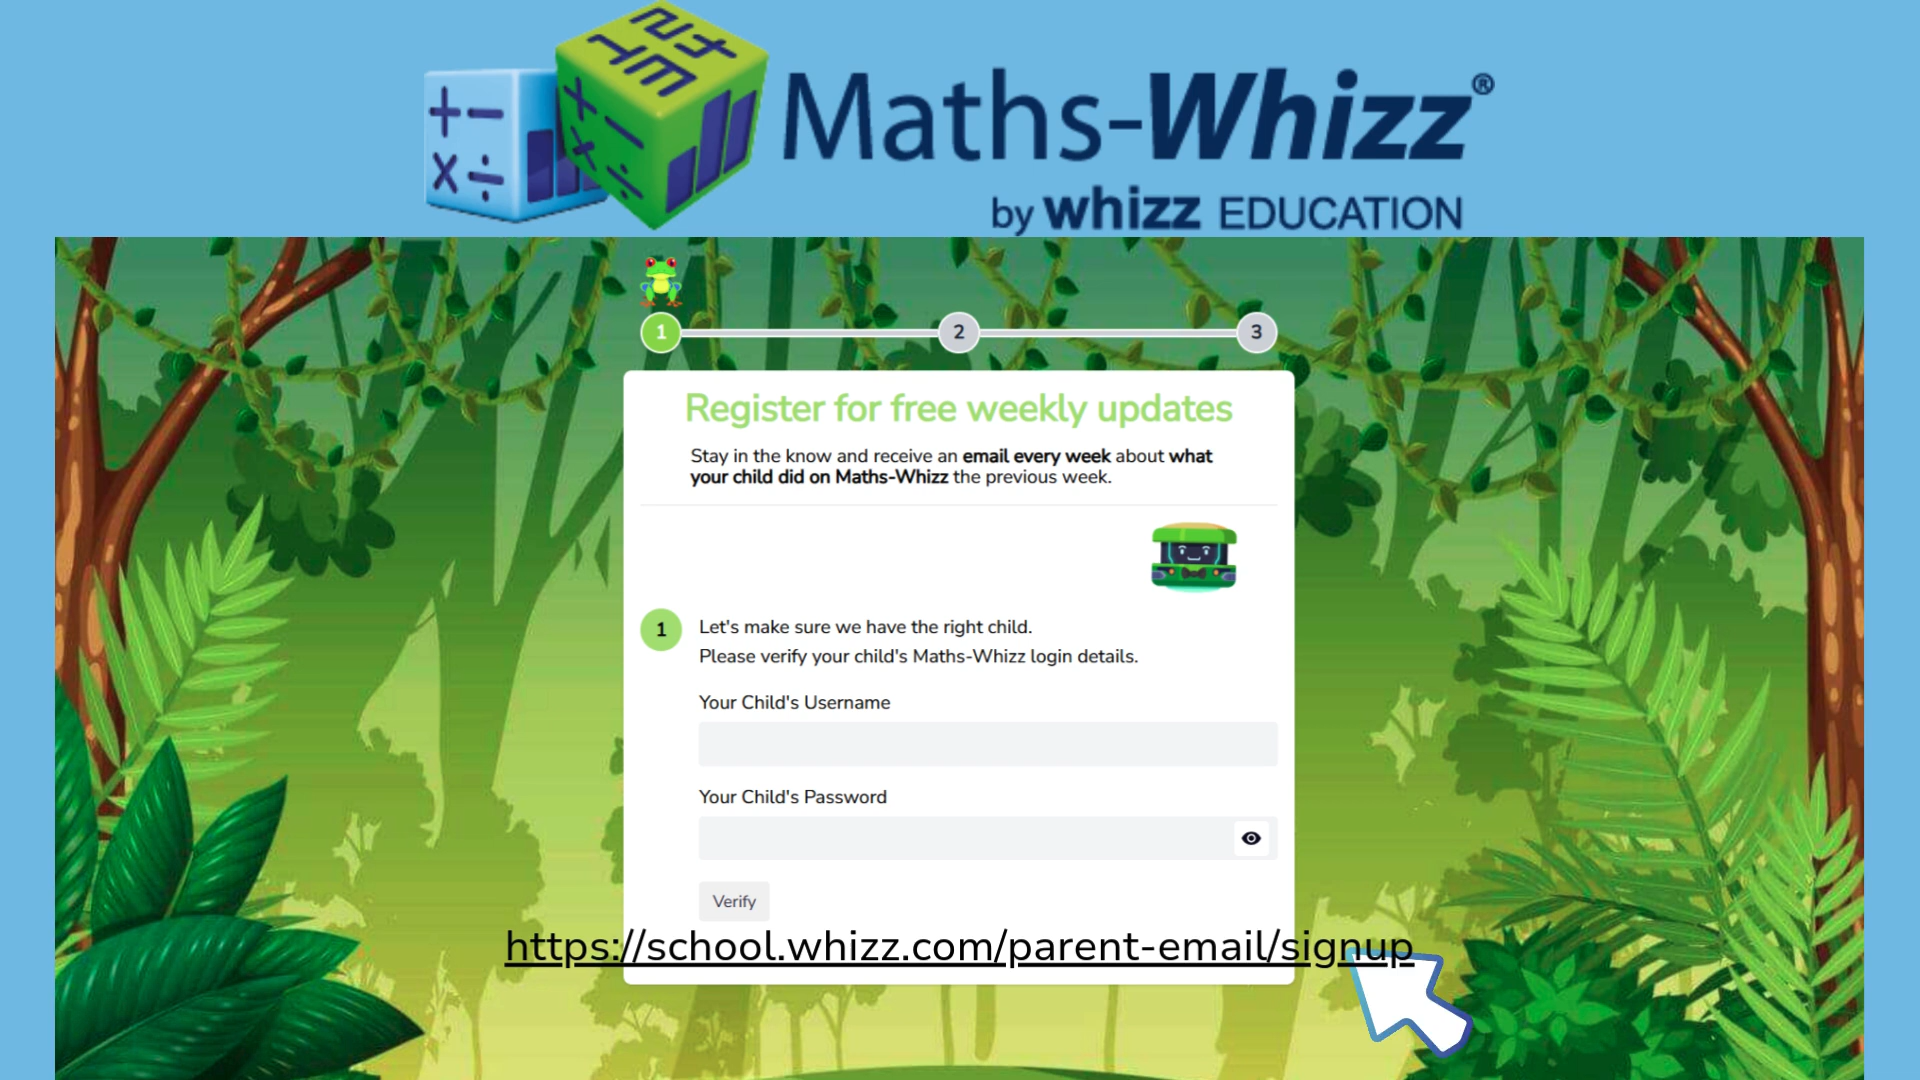 Maths-Whizz®
by whizz EDUCATION
1
2
3
Register for free weekly updates
Stay in the know and receive an email every week about what
your child did on Maths-Whizz the previous week.
1
Let's make sure we have the right child.
Please verify your child's Maths-Whizz login details.
Your Child's Username
Your Child's Password
Verify
https://school.whizz.com/parent-email/signup